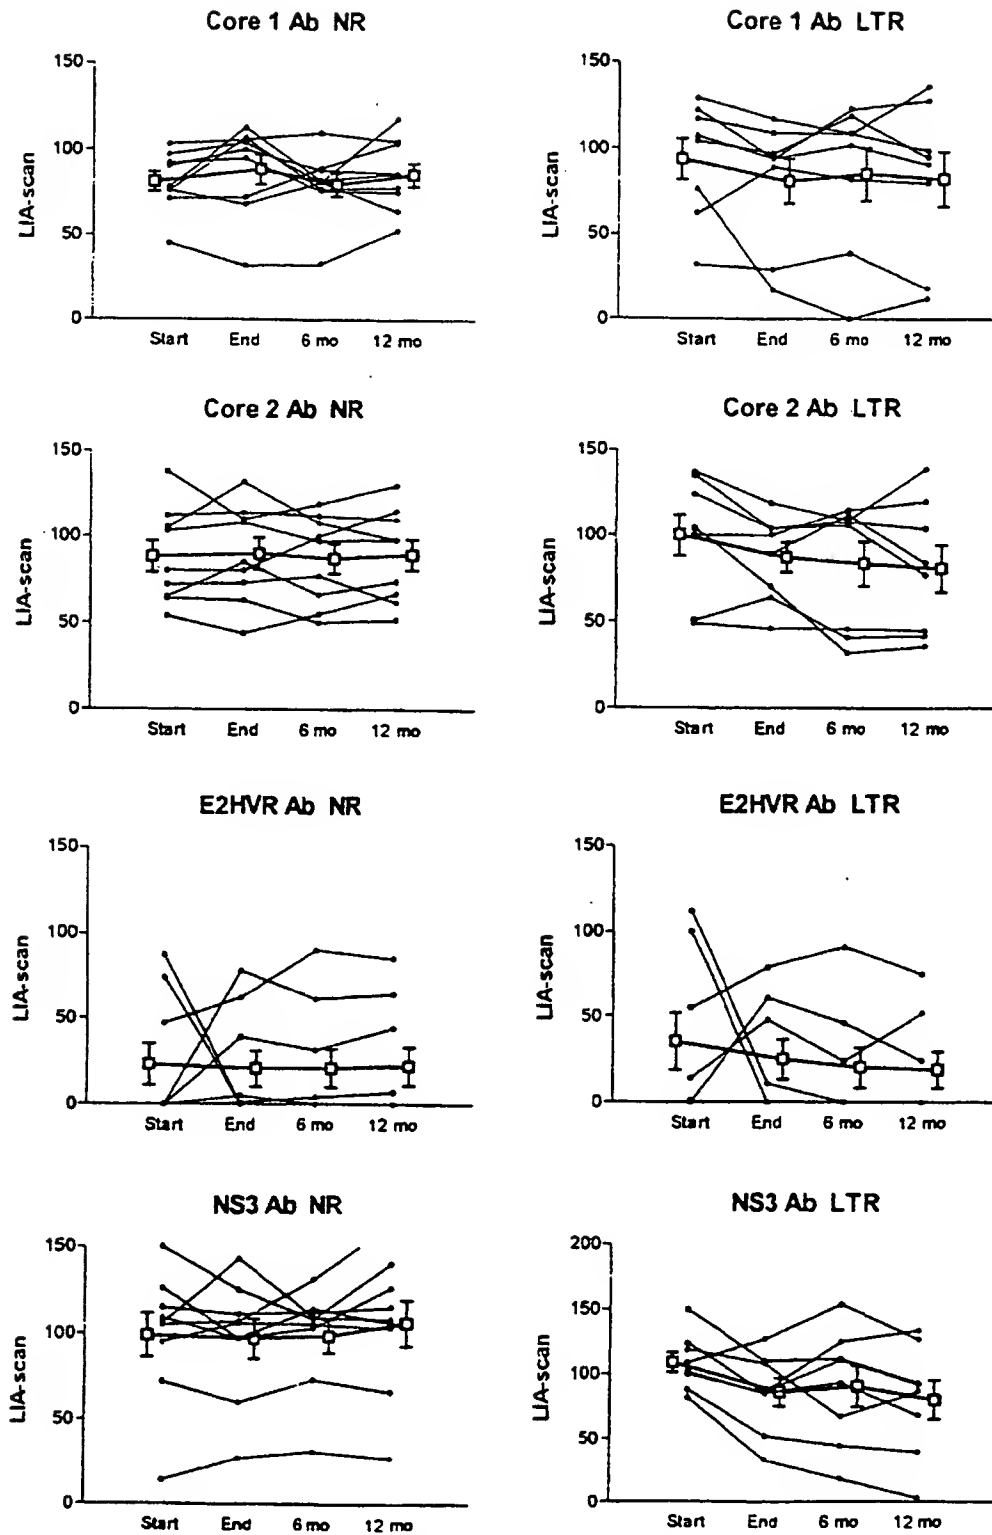 Core 1 Ab NR
150
100
50
0
LIA-scan
Start End 6 mo 12 mo
Core 1 Ab LTR
150
100
50
0
LIA-scan
Start End 6 mo 12 mo
Core 2 Ab NR
150
100
50
0
LIA-scan
Start End 6 mo 12 mo
Core 2 Ab LTR
150
100
50
0
LIA-scan
Start End 6 mo 12 mo
E2HVR Ab NR
150
100
50
0
LIA-scan
Start End 6 mo 12 mo
E2HVR Ab LTR
150
100
50
0
LIA-scan
Start End 6 mo 12 mo
NS3 Ab NR
150
100
50
0
LIA-scan
Start End 6 mo 12 mo
NS3 Ab LTR
200
150
100
50
0
LIA-scan
Start End 6 mo 12 mo